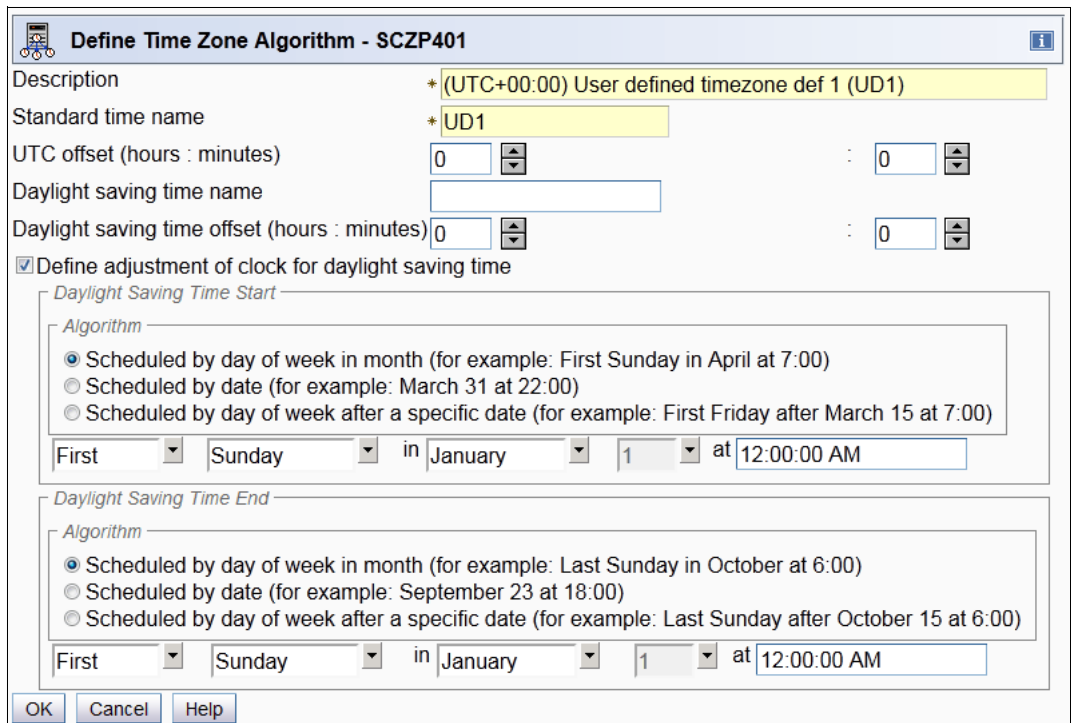 Define Time Zone Algorithm - SCZP401
i
Description * (UTC+00:00) User defined timezone def 1 (UD1)
Standard time name * UD1
UTC offset (hours : minutes) 0 : 0
Daylight saving time name
Daylight saving time offset (hours : minutes) 0 : 0
Define adjustment of clock for daylight saving time
Daylight Saving Time Start
Algorithm
Scheduled by day of week in month (for example: First Sunday in April at 7:00)
Scheduled by date (for example: March 31 at 22:00)
Scheduled by day of week after a specific date (for example: First Friday after March 15 at 7:00)
First Sunday in January 1 at 12:00:00 AM
Daylight Saving Time End
Algorithm
Scheduled by day of week in month (for example: Last Sunday in October at 6:00)
Scheduled by date (for example: September 23 at 18:00)
Scheduled by day of week after a specific date (for example: Last Sunday after October 15 at 6:00)
First Sunday in January 1 at 12:00:00 AM
OK Cancel Help